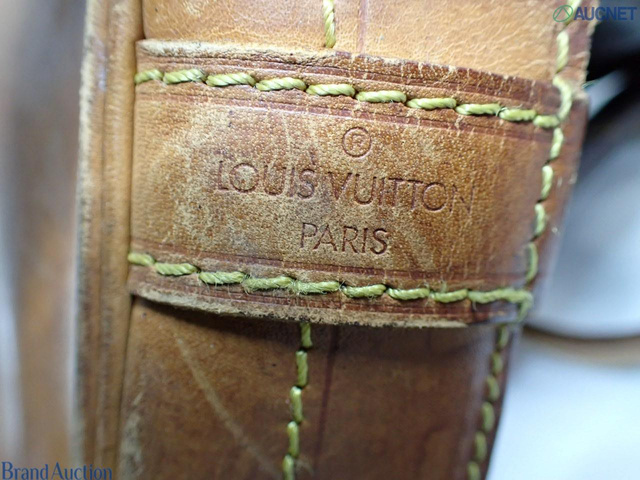 AUCNET
®
LOUIS VUITTON
PARIS
Brand Auction